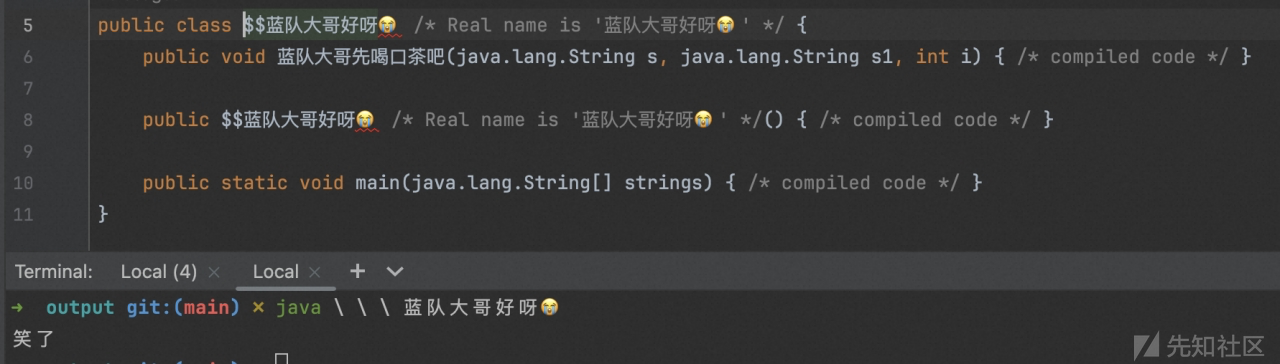 5 public class $$蓝队大哥好呀😭 /* Real name is '蓝队大哥好呀😭 ' */ {
6 public void 蓝队大哥先喝口茶吧(java.lang.String s, java.lang.String s1, int i) { /* compiled code */ }
7
8 public $$蓝队大哥好呀😭 /* Real name is '蓝队大哥好呀😭 ' */() { /* compiled code */ }
9
10 public static void main(java.lang.String[] strings) { /* compiled code */ }
11 }
Terminal: Local (4) × Local × +
→ output git:(main) × java \ \ \ 蓝队大哥好呀😭
笑了
先知社区